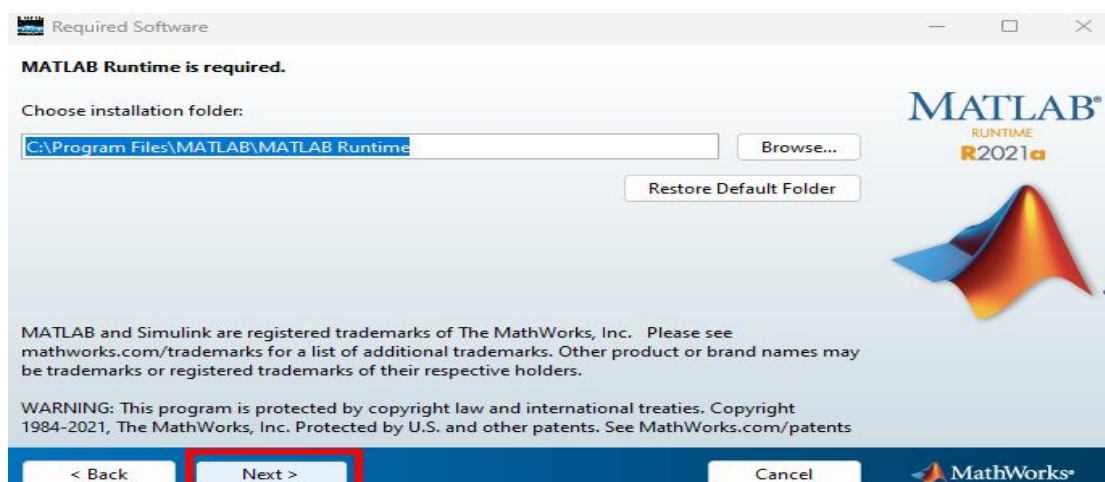 Required Software
MATLAB Runtime is required.
Choose installation folder:
C:\Program Files\MATLAB\MATLAB Runtime
Browse...
Restore Default Folder
MATLAB®
RUNTIME
R2021a
MATLAB and Simulink are registered trademarks of The MathWorks, Inc.   Please see
mathworks.com/trademarks for a list of additional trademarks. Other product or brand names may
be trademarks or registered trademarks of their respective holders.
WARNING: This program is protected by copyright law and international treaties. Copyright
1984-2021, The MathWorks, Inc. Protected by U.S. and other patents. See MathWorks.com/patents
< Back
Next >
Cancel
MathWorks®